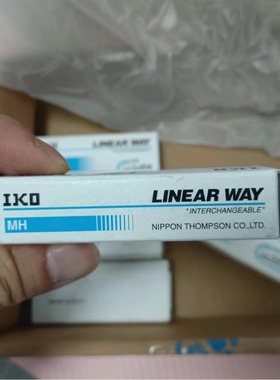 IKO
LINEAR WAY
"INTERCHANGEABLE"
MH
NIPPON THOMPSON CO.,LTD.
LINEAR WAY